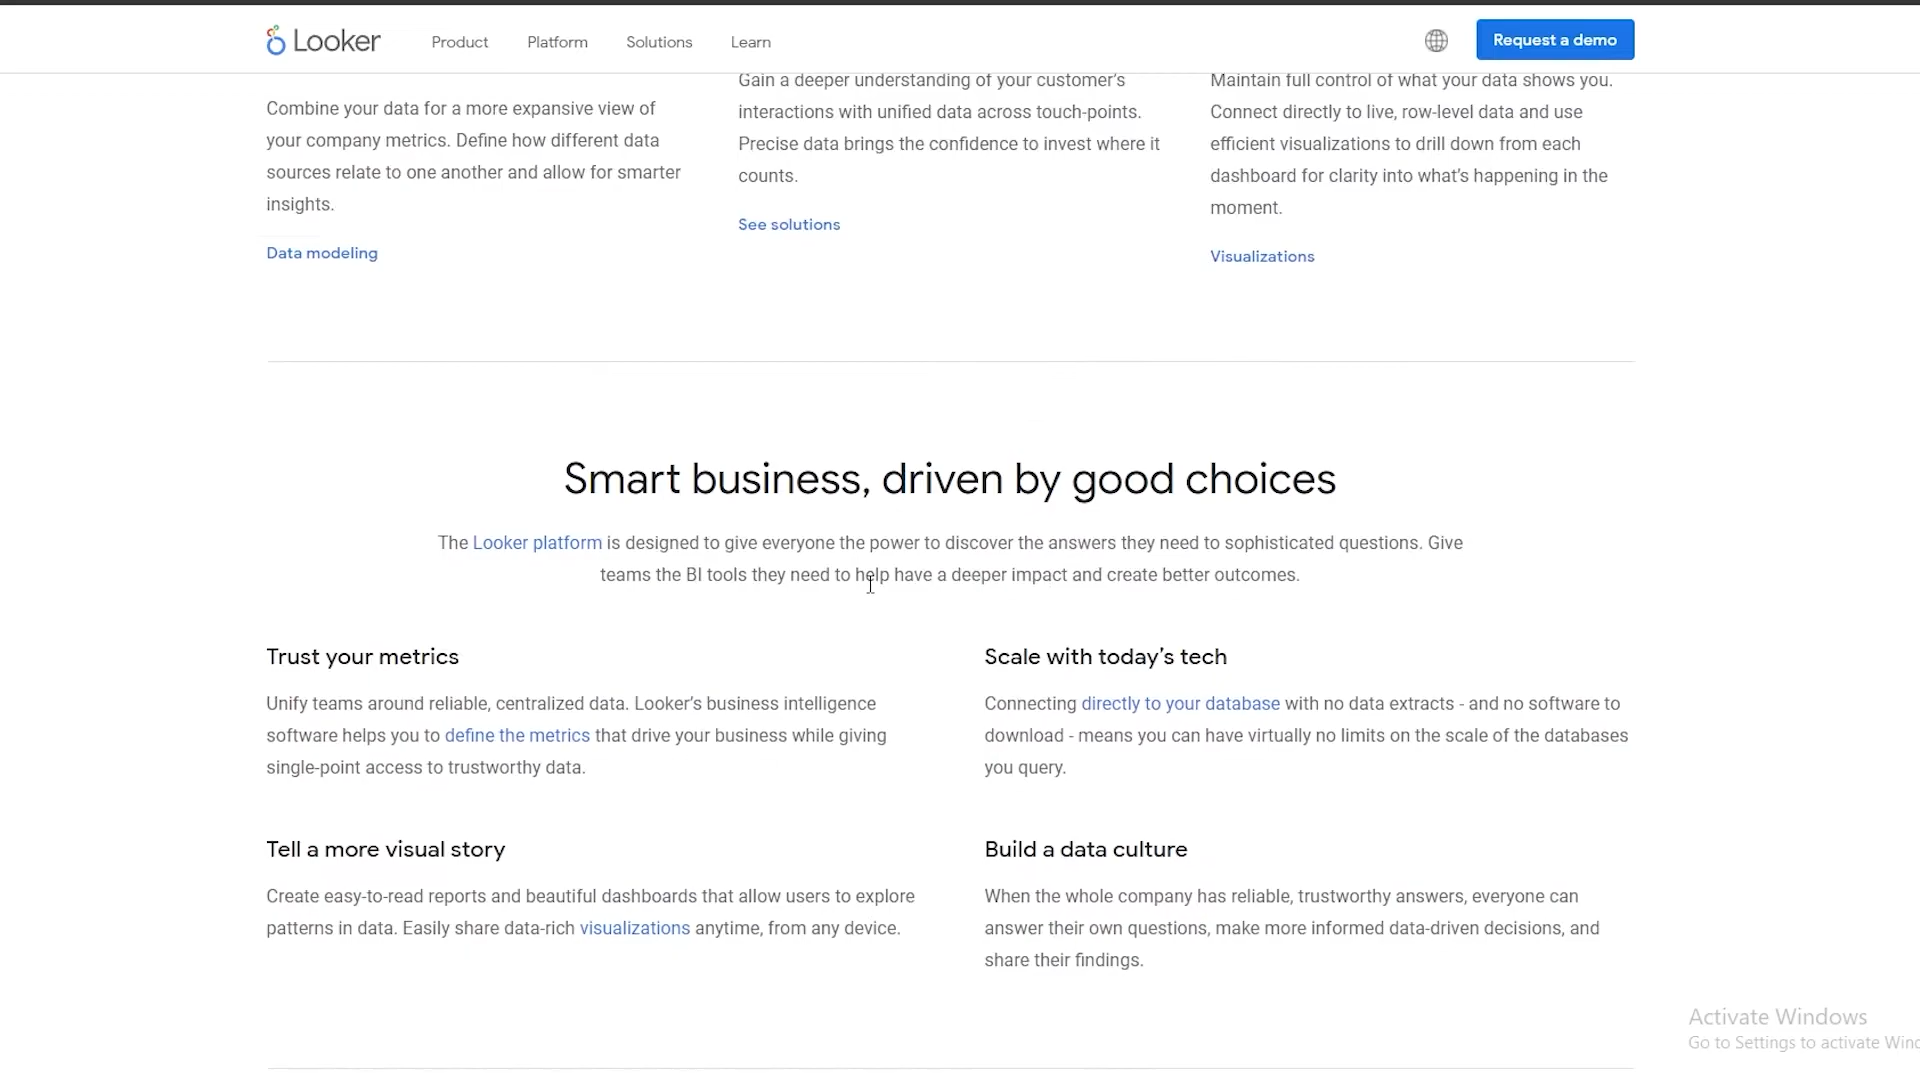 Looker
Product
Platform
Solutions
Learn
Request a demo
Combine your data for a more expansive view of
your company metrics. Define how different data
sources relate to one another and allow for smarter
insights.
Data modeling
Gain a deeper understanding of your customer's
interactions with unified data across touch-points.
Precise data brings the confidence to invest where it
counts.
See solutions
Maintain full control of what your data shows you.
Connect directly to live, row-level data and use
efficient visualizations to drill down from each
dashboard for clarity into what's happening in the
moment.
Visualizations
Smart business, driven by good choices
The Looker platform is designed to give everyone the power to discover the answers they need to sophisticated questions. Give
teams the BI tools they need to help have a deeper impact and create better outcomes.
Trust your metrics
Unify teams around reliable, centralized data. Looker's business intelligence
software helps you to define the metrics that drive your business while giving
single-point access to trustworthy data.
Scale with today's tech
Connecting directly to your database with no data extracts - and no software to
download - means you can have virtually no limits on the scale of the databases
you query.
Tell a more visual story
Create easy-to-read reports and beautiful dashboards that allow users to explore
patterns in data. Easily share data-rich visualizations anytime, from any device.
Build a data culture
When the whole company has reliable, trustworthy answers, everyone can
answer their own questions, make more informed data-driven decisions, and
share their findings.
Activate Windows
Go to Settings to activate